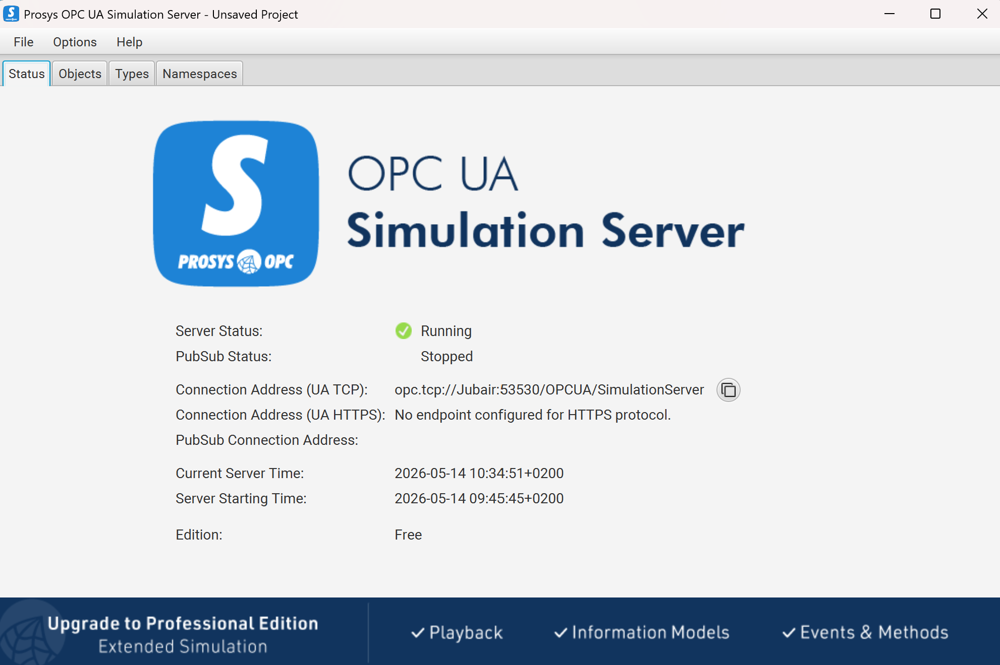 Prosys OPC UA Simulation Server - Unsaved Project
File Options Help
Status Objects Types Namespaces
S
PROSYS OPC
OPC UA
Simulation Server
Server Status: Running
PubSub Status: Stopped
Connection Address (UA TCP): opc.tcp://Jubair:53530/OPCUA/SimulationServer
Connection Address (UA HTTPS): No endpoint configured for HTTPS protocol.
PubSub Connection Address:
Current Server Time: 2026-05-14 10:34:51+0200
Server Starting Time: 2026-05-14 09:45:45+0200
Edition: Free
Upgrade to Professional Edition
Extended Simulation
Playback Information Models Events & Methods